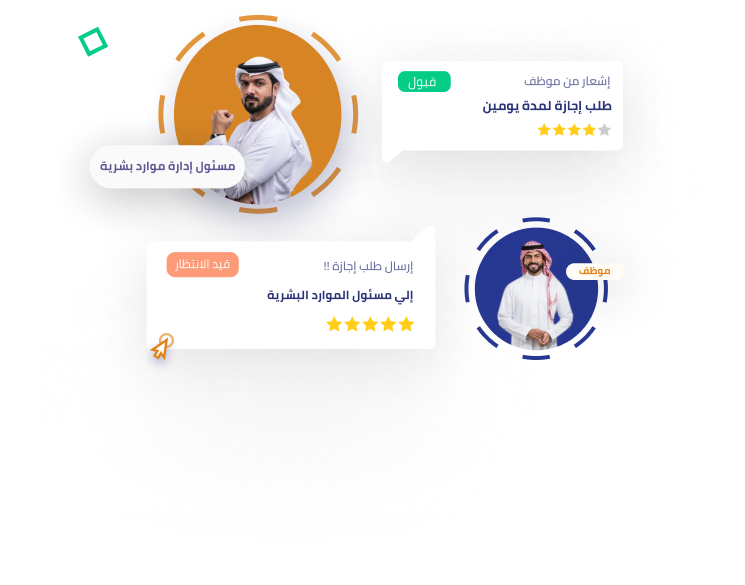 إشعار من موظف
قبول
طلب إجازة لمدة يومين
مسئول إدارة موارد بشرية
إرسال طلب إجازة !!
قيد الانتظار
إلي مسئول الموارد البشرية
موظف